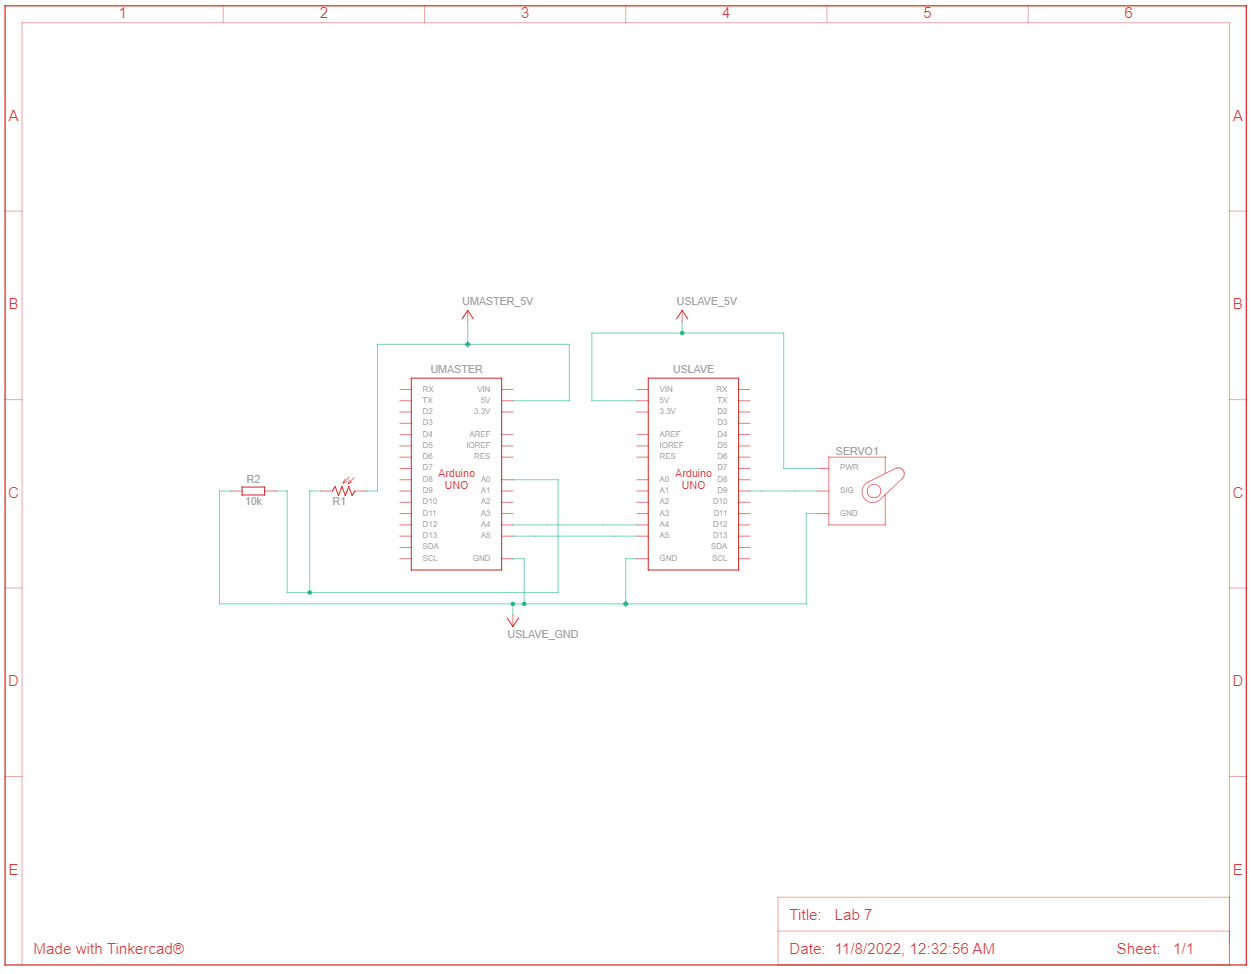 1 2 3 4 5 6
A A
B B
UMASTER_5V USLAVE_5V
UMASTER USLAVE
RX VIN VIN RX
TX 5V 5V TX
D2 3.3V 3.3V D2
D3 D3
D4 AREF AREF D4
D5 IOREF IOREF D5
D6 RES RES D6
D7 D7
D8 A0 A0 D8
D9 A1 A1 D9
D10 A2 A2 D10
D11 A3 A3 D11
D12 A4 A4 D12
D13 A5 A5 D13
SDA SDA
SCL GND GND SCL
Arduino
UNO
Arduino
UNO
SERVO1
PWR
SIG
GND
R2
10k
R1
C C
USLAVE_GND
D D
E E
Title: Lab 7
Made with Tinkercad®
Date: 11/8/2022, 12:32:56 AM Sheet: 1/1